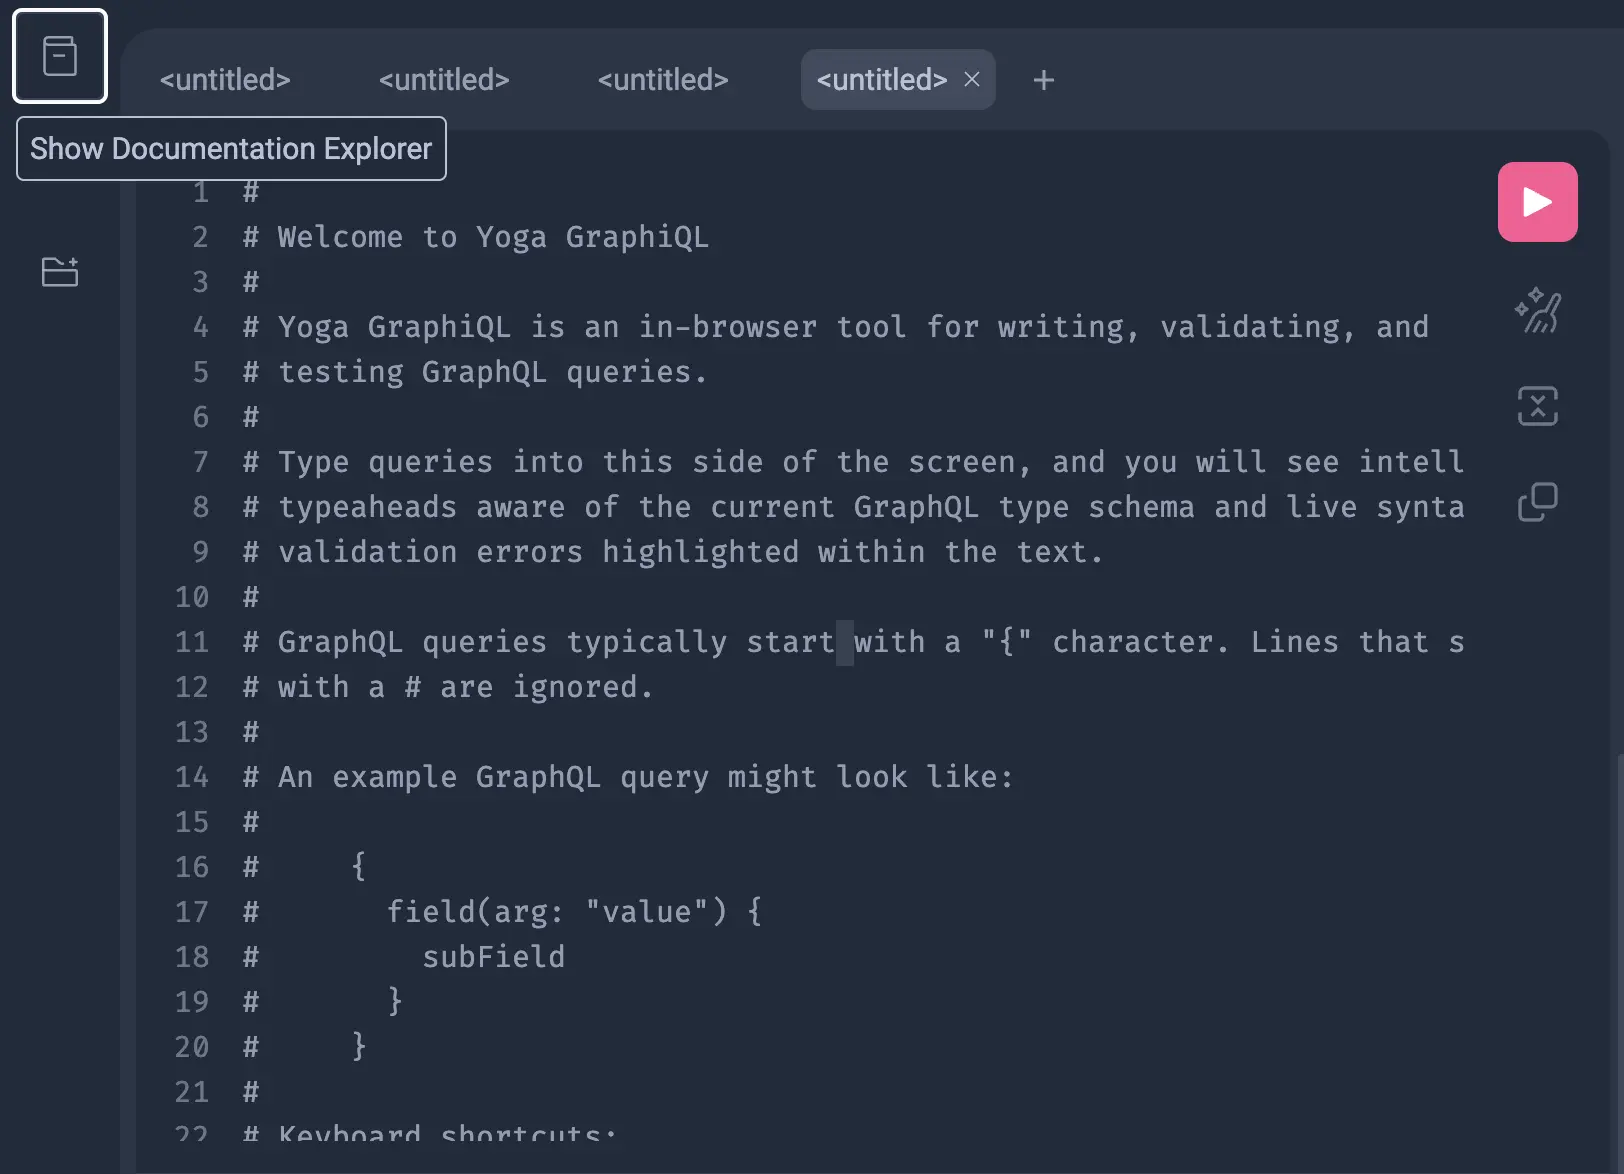 <untitled>
<untitled>
<untitled>
<untitled>
Show Documentation Explorer
1 #
2 # Welcome to Yoga GraphiQL
3 #
4 # Yoga GraphiQL is an in-browser tool for writing, validating, and
5 # testing GraphQL queries.
6 #
7 # Type queries into this side of the screen, and you will see intell
8 # typeaheads aware of the current GraphQL type schema and live synta
9 # validation errors highlighted within the text.
10 #
11 # GraphQL queries typically start with a "{" character. Lines that s
12 # with a # are ignored.
13 #
14 # An example GraphQL query might look like:
15 #
16 #     {
17 #       field(arg: "value") {
18 #         subField
19 #       }
20 #     }
21 #
22 # Keyboard shortcuts: